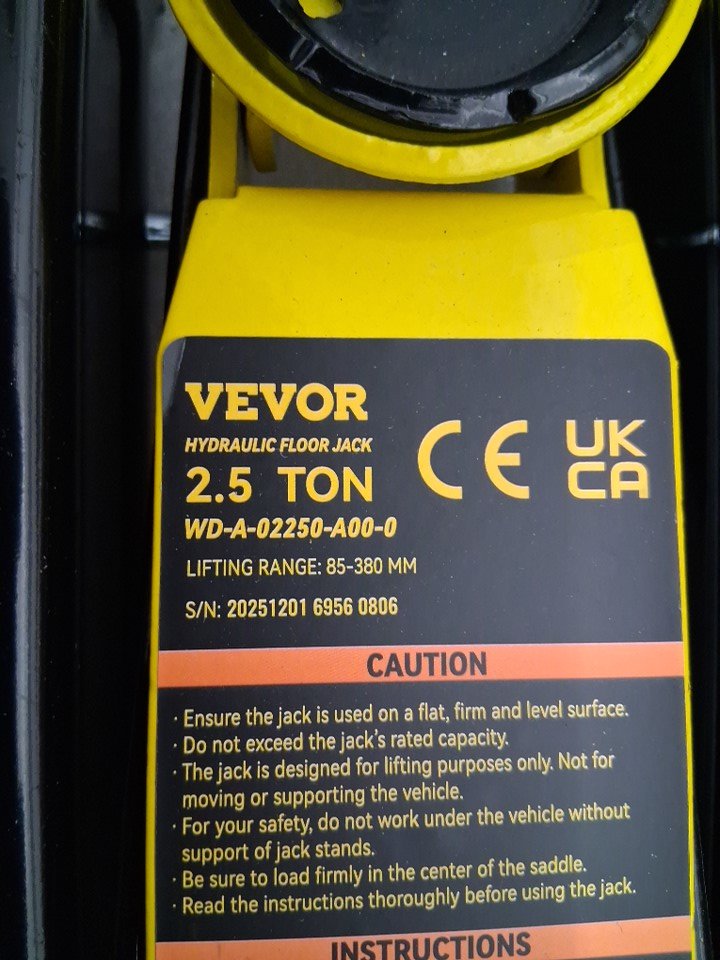 VEVOR
HYDRAULIC FLOOR JACK
2.5 TON
CE
UK
CA
WD-A-02250-A00-0
LIFTING RANGE: 85-380 MM
S/N: 20251201 6956 0806
CAUTION
· Ensure the jack is used on a flat, firm and level surface.
· Do not exceed the jack's rated capacity.
· The jack is designed for lifting purposes only. Not for
moving or supporting the vehicle.
· For your safety, do not work under the vehicle without
support of jack stands.
· Be sure to load firmly in the center of the saddle.
· Read the instructions thoroughly before using the jack.
INSTRUCTIONS